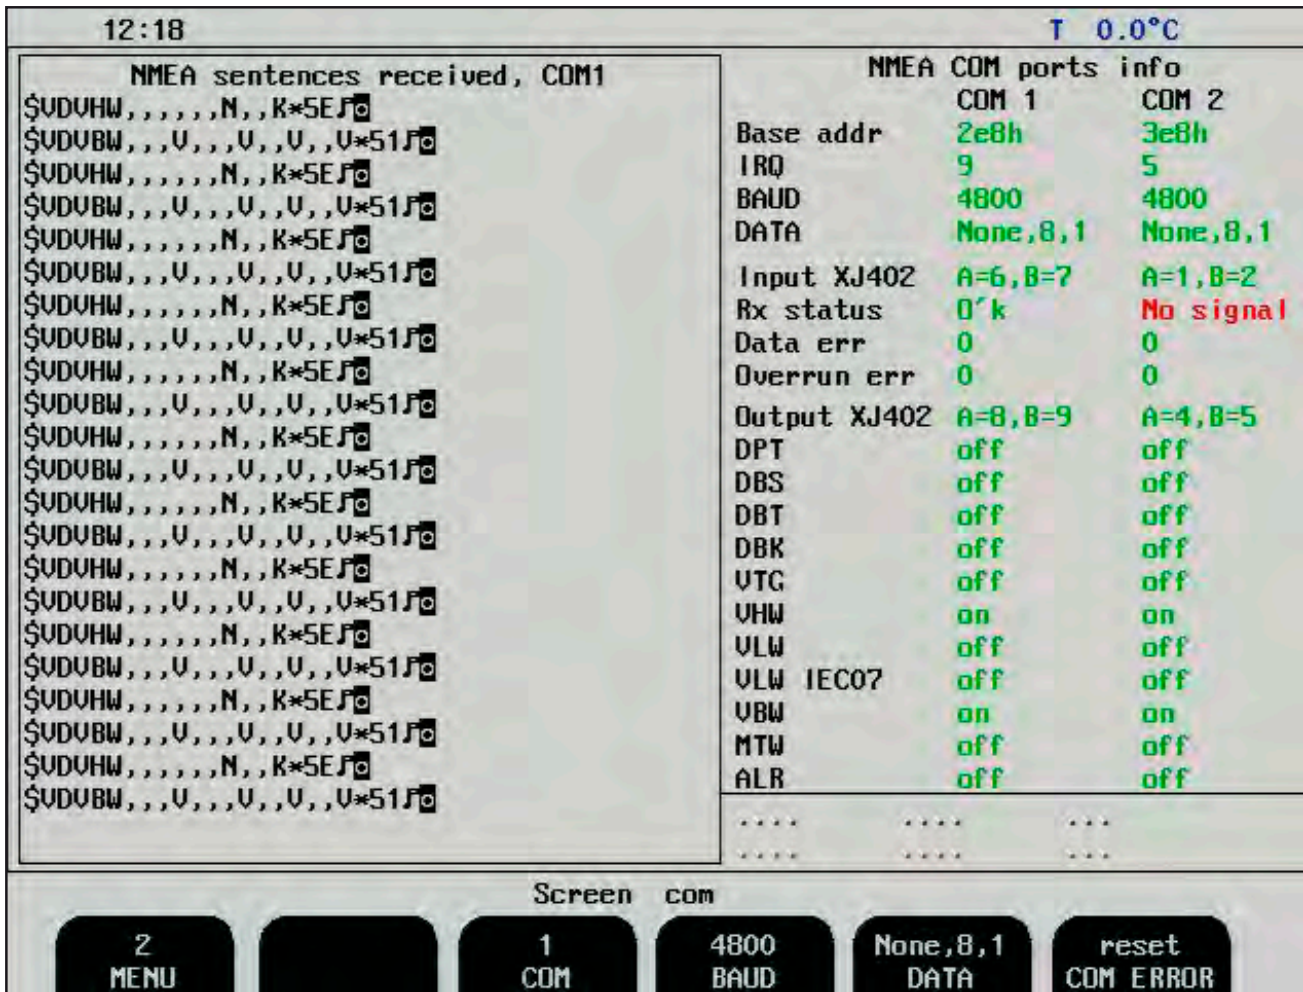 12:18 T 0.0°C
NMEA sentences received, COM1
$VDVHW,,,,,,N,,K*5E♪◙
$VDVBW,,,V,,,V,,V,,V*51♪◙
$VDVHW,,,,,,N,,K*5E♪◙
$VDVBW,,,V,,,V,,V,,V*51♪◙
$VDVHW,,,,,,N,,K*5E♪◙
$VDVBW,,,V,,,V,,V,,V*51♪◙
$VDVHW,,,,,,N,,K*5E♪◙
$VDVBW,,,V,,,V,,V,,V*51♪◙
$VDVHW,,,,,,N,,K*5E♪◙
$VDVBW,,,V,,,V,,V,,V*51♪◙
$VDVHW,,,,,,N,,K*5E♪◙
$VDVBW,,,V,,,V,,V,,V*51♪◙
$VDVHW,,,,,,N,,K*5E♪◙
$VDVBW,,,V,,,V,,V,,V*51♪◙
$VDVHW,,,,,,N,,K*5E♪◙
$VDVBW,,,V,,,V,,V,,V*51♪◙
$VDVHW,,,,,,N,,K*5E♪◙
$VDVBW,,,V,,,V,,V,,V*51♪◙
$VDVHW,,,,,,N,,K*5E♪◙
$VDVBW,,,V,,,V,,V,,V*51♪◙
$VDVHW,,,,,,N,,K*5E♪◙
$VDVBW,,,V,,,V,,V,,V*51♪◙
NMEA COM ports info
COM 1 COM 2
Base addr 2e8h 3e8h
IRQ 9 5
BAUD 4800 4800
DATA None,8,1 None,8,1
Input XJ402 A=6,B=7 A=1,B=2
Rx status O´k No signal
Data err 0 0
Overrun err 0 0
Output XJ402 A=8,B=9 A=4,B=5
DPT off off
DBS off off
DBT off off
DBK off off
VTG off off
VHW on on
VLW off off
VLW IEC07 off off
VBW on on
MTW off off
ALR off off
.... .... ...
.... .... ...
Screen com
2 1 4800 None,8,1 reset
MENU COM BAUD DATA COM ERROR